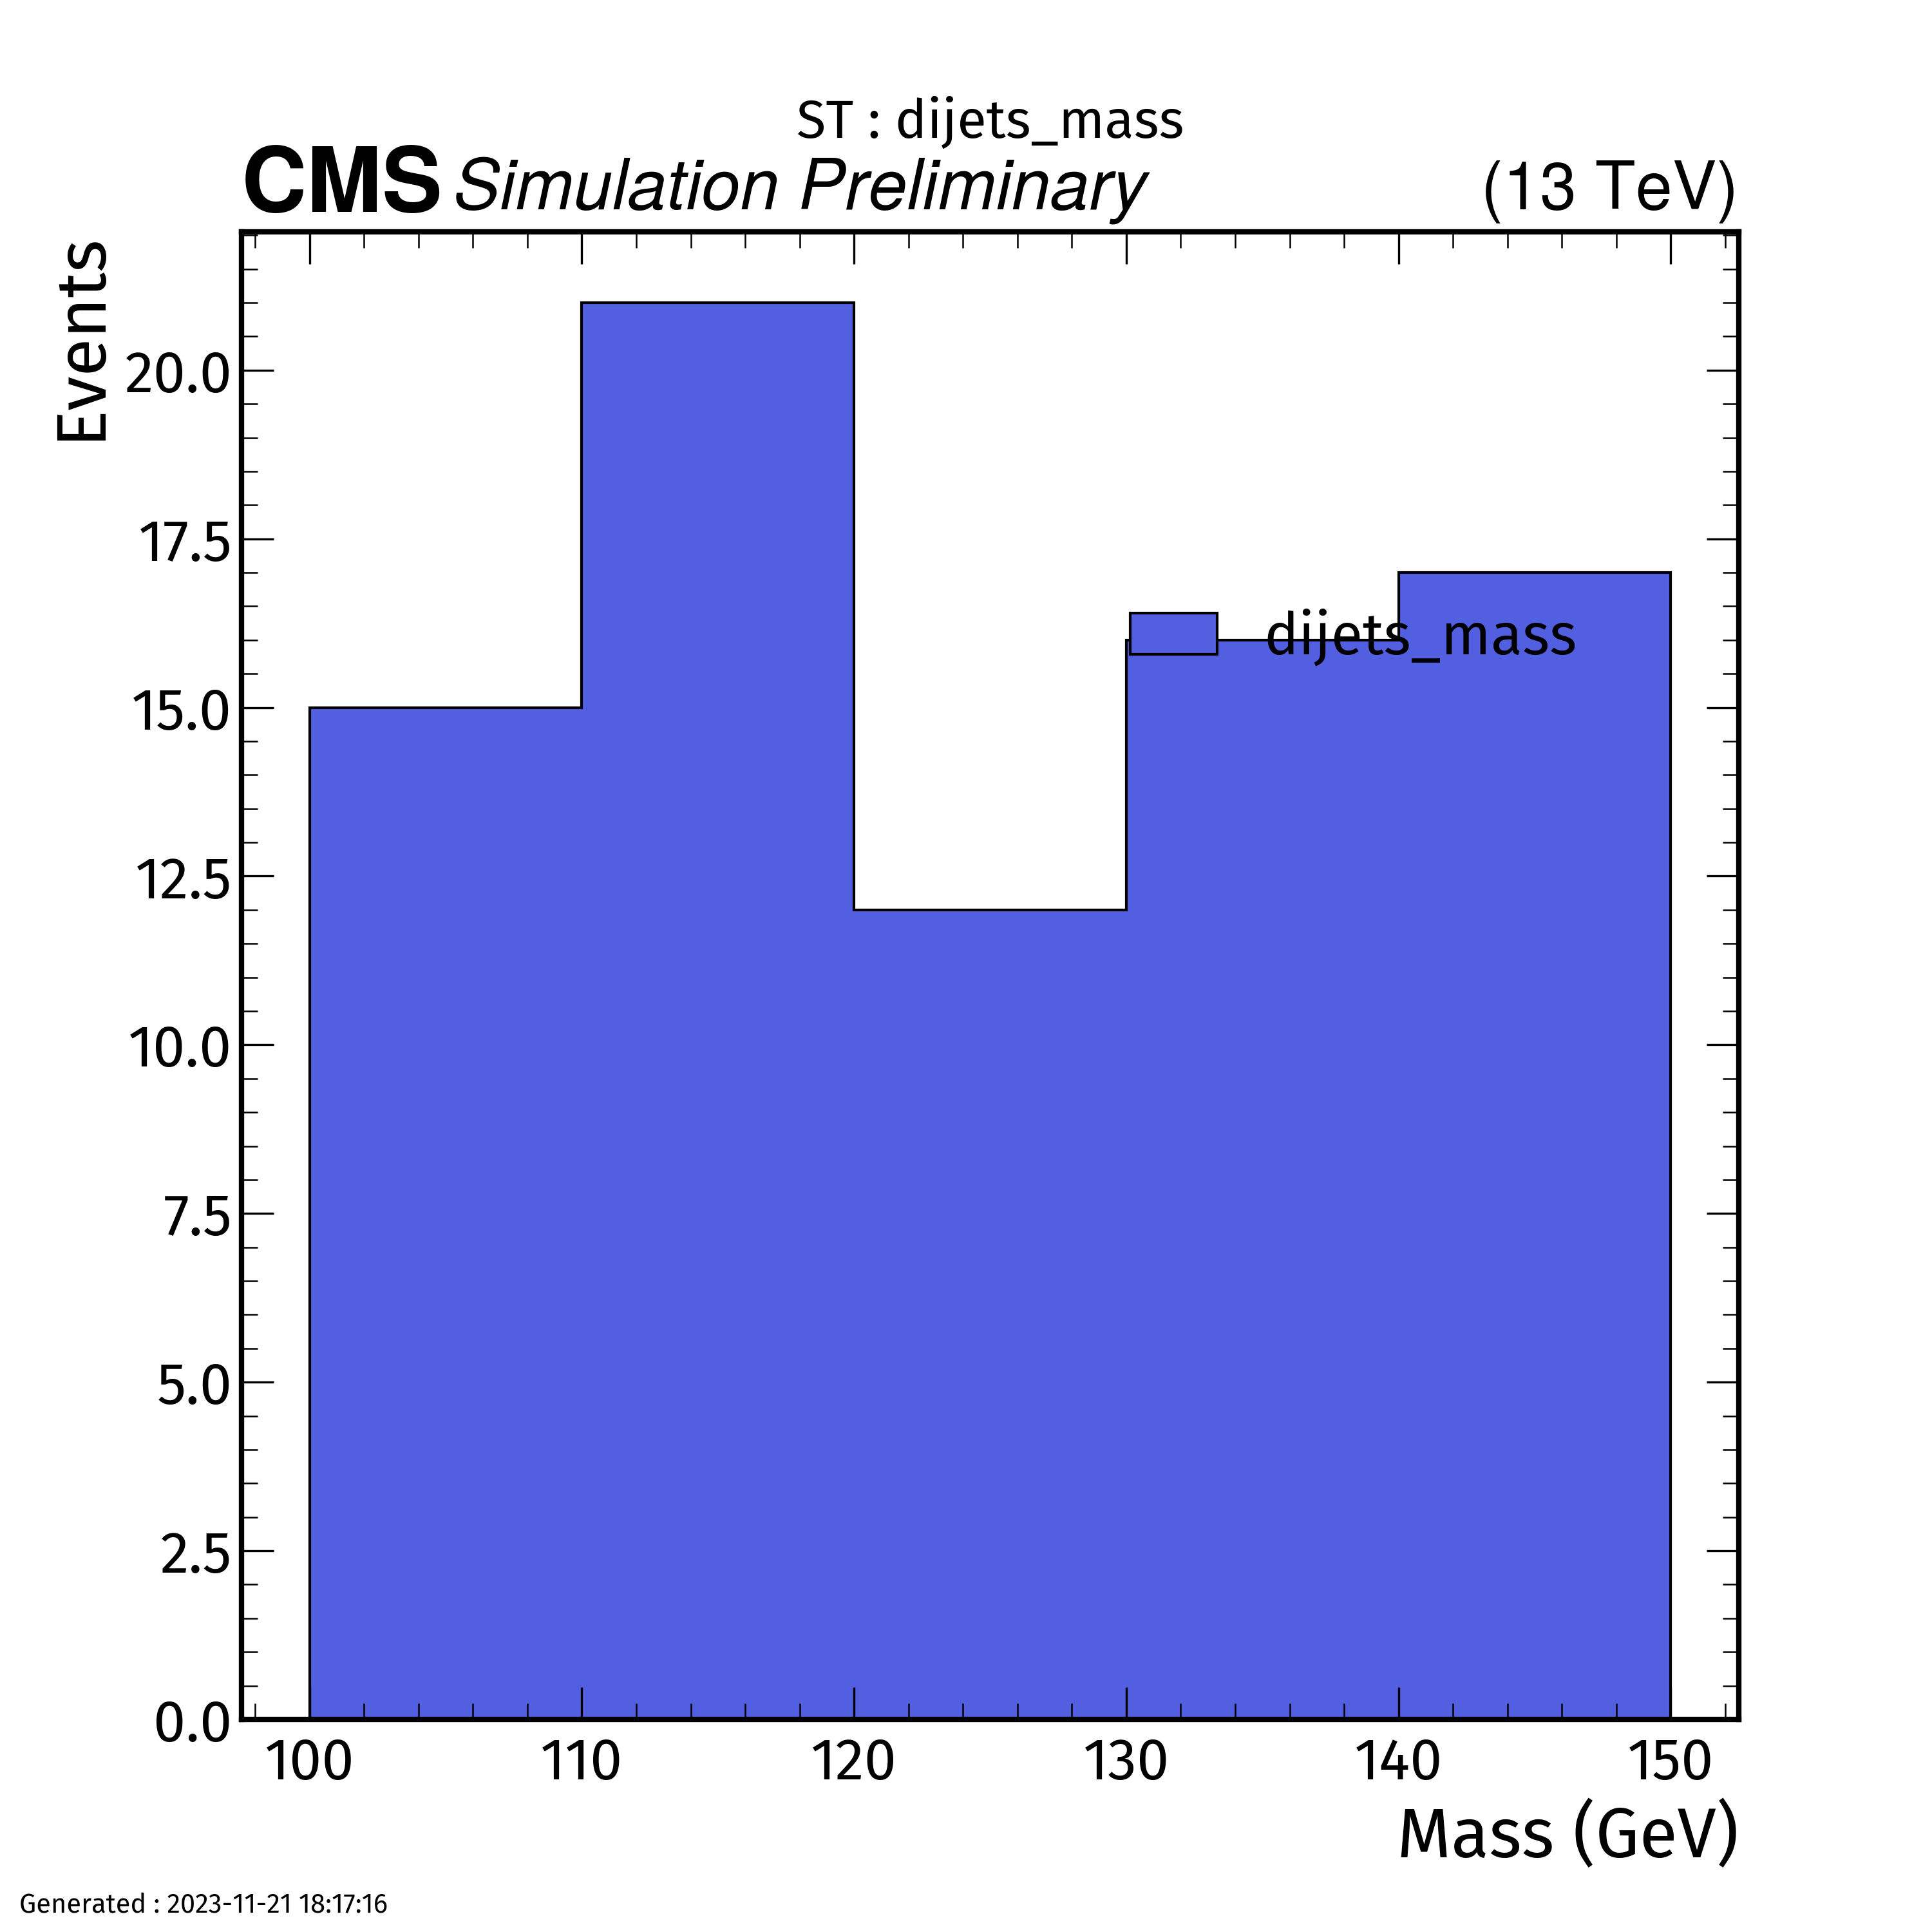 ST : dijets_mass
CMS Simulation Preliminary (13 TeV)
Events
20.0
17.5
dijets_mass
15.0
12.5
10.0
7.5
5.0
2.5
0.0
100 110 120 130 140 150
Mass (GeV)
Generated : 2023-11-21 18:17:16